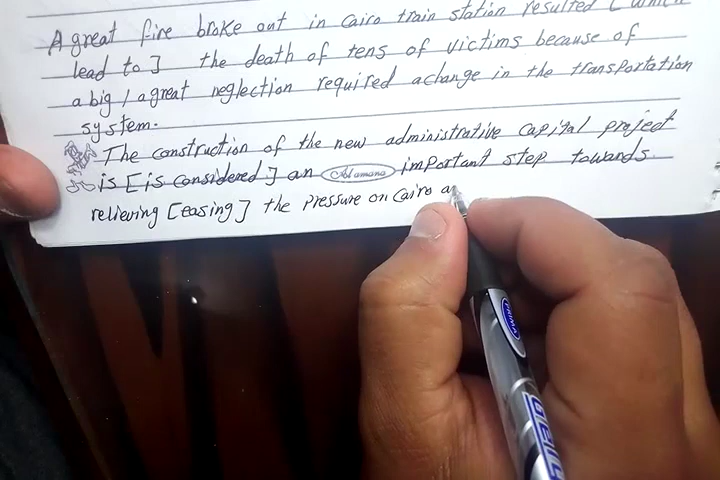 A great fire broke out in Cairo train station resulted [ which
lead to ] the death of tens of victims because of
a big / a great neglection required a change in the transportation
system.
The construction of the new administrative capital project
is [is considered] an Alamana important step towards
relieving [easing] the pressure on Cairo a
PRIMA